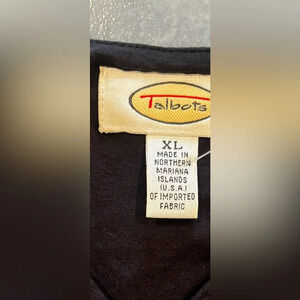 Talbots
XL
MADE IN
NORTHERN
MARIANA
ISLANDS
(U.S.A.)
OF IMPORTED
FABRIC